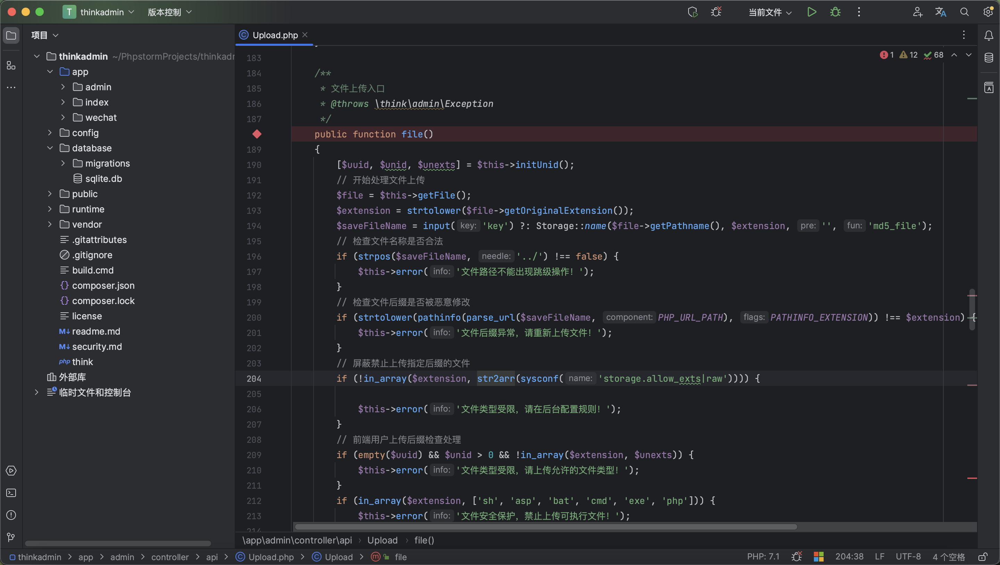 T thinkadmin 版本控制 当前文件
项目
thinkadmin ~/PhpstormProjects/thinkadr
app
admin
index
wechat
config
database
migrations
sqlite.db
public
runtime
vendor
.gitattributes
.gitignore
build.cmd
composer.json
composer.lock
license
M↓ readme.md
M↓ security.md
php think
外部库
临时文件和控制台
Upload.php
1 12 68
183
184 /**
185 * 文件上传入口
186 * @throws \think\admin\Exception
187 */
public function file()
189 {
190 [$uuid, $unid, $unexts] = $this->initUnid();
191 // 开始处理文件上传
192 $file = $this->getFile();
193 $extension = strtolower($file->getOriginalExtension());
194 $saveFileName = input( key: 'key') ?: Storage::name($file->getPathname(), $extension, pre: '', fun: 'md5_file');
195 // 检查文件名称是否合法
196 if (strpos($saveFileName, needle: '../') !== false) {
197 $this->error( info: '文件路径不能出现跳级操作！');
198 }
199 // 检查文件后缀是否被恶意修改
200 if (strtolower(pathinfo(parse_url($saveFileName, component: PHP_URL_PATH), flags: PATHINFO_EXTENSION)) !== $extension) {
201 $this->error( info: '文件后缀异常，请重新上传文件！');
202 }
203 // 屏蔽禁止上传指定后缀的文件
204 if (!in_array($extension, str2arr(sysconf( name: 'storage.allow_exts|raw')))) {
205
206 $this->error( info: '文件类型受限，请在后台配置规则！');
207 }
208 // 前端用户上传后缀检查处理
209 if (empty($uuid) && $unid > 0 && !in_array($extension, $unexts)) {
210 $this->error( info: '文件类型受限，请上传允许的文件类型！');
211 }
212 if (in_array($extension, ['sh', 'asp', 'bat', 'cmd', 'exe', 'php'])) {
213 $this->error( info: '文件安全保护，禁止上传可执行文件！');
214
\app\admin\controller\api › Upload › file()
thinkadmin > app > admin > controller > api > Upload.php > Upload > file PHP: 7.1 204:38 LF UTF-8 4 个空格